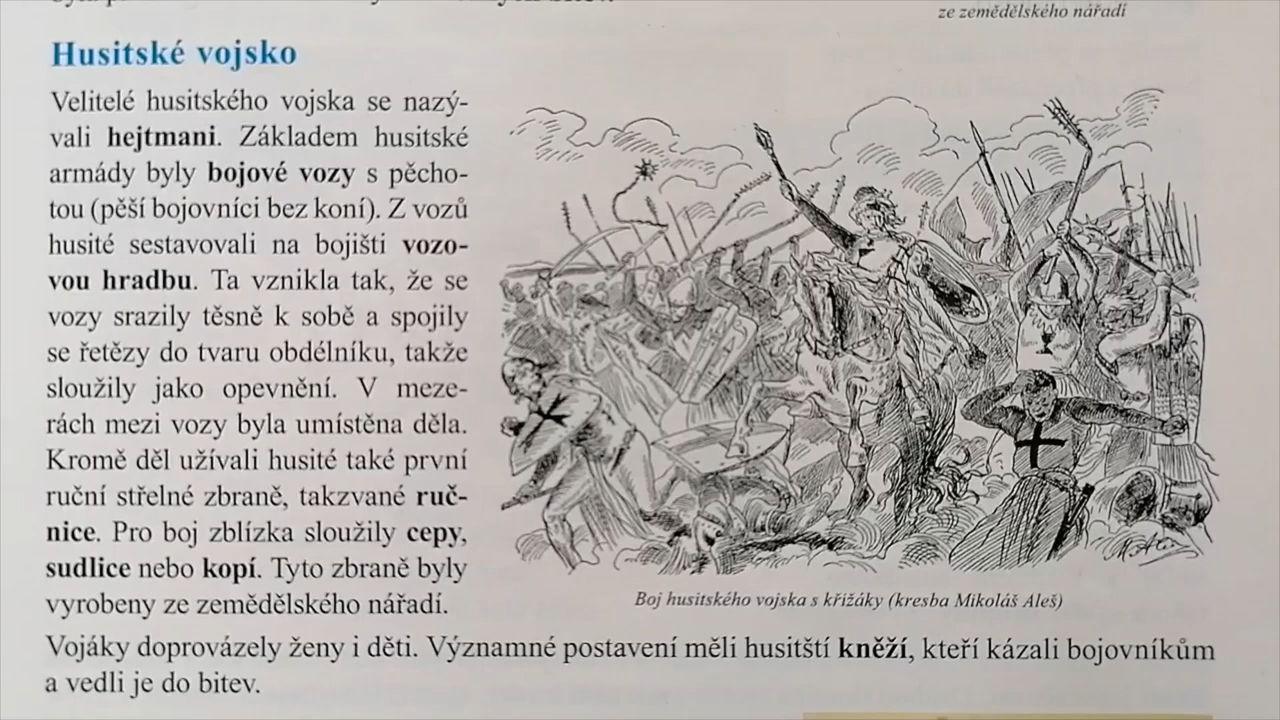 ze zemědělského nářadí
Husitské vojsko
Velitelé husitského vojska se nazý-
vali hejtmani. Základem husitské
armády byly bojové vozy s pěcho-
tou (pěší bojovníci bez koní). Z vozů
husité sestavovali na bojišti vozo-
vou hradbu. Ta vznikla tak, že se
vozy srazily těsně k sobě a spojily
se řetězy do tvaru obdélníku, takže
sloužily jako opevnění. V meze-
rách mezi vozy byla umístěna děla.
Kromě děl užívali husité také první
ruční střelné zbraně, takzvané ruč-
nice. Pro boj zblízka sloužily cepy,
sudlice nebo kopí. Tyto zbraně byly
vyrobeny ze zemědělského nářadí.
Boj husitského vojska s křižáky (kresba Mikoláš Aleš)
Vojáky doprovázely ženy i děti. Významné postavení měli husitští kněží, kteří kázali bojovníkům
a vedli je do bitev.